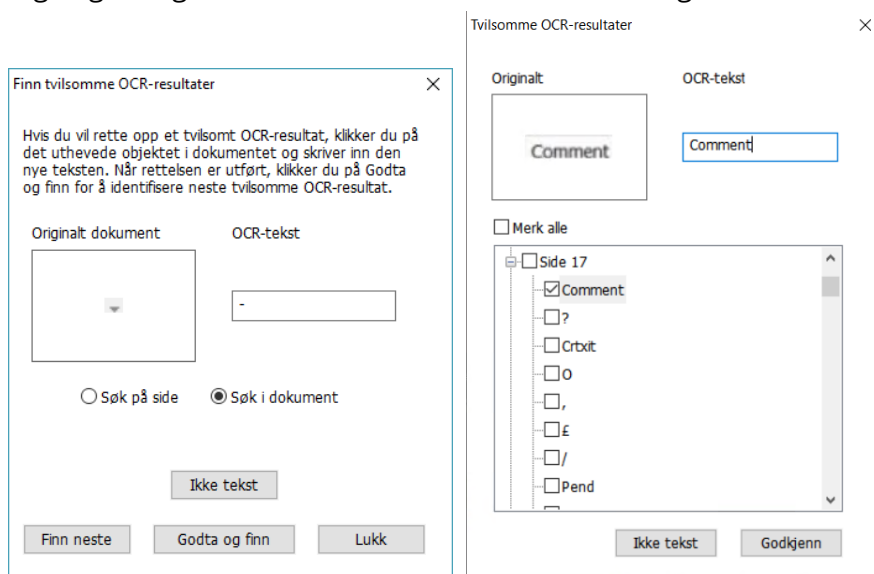 Finn tvilsomme OCR-resultater
Hvis du vil rette opp et tvilsomt OCR-resultat, klikker du på
det uthevede objektet i dokumentet og skriver inn den
nye teksten. Når rettelsen er utført, klikker du på Godta
og finn for å identifisere neste tvilsomme OCR-resultat.
Originalt dokument OCR-tekst
-
Søk på side Søk i dokument
Ikke tekst
Finn neste Godta og finn Lukk
Tvilsomme OCR-resultater
Originalt OCR-tekst
Comment Comment
Merk alle
Side 17
Comment
?
Crtxit
O
,
£
/
Pend
Ikke tekst Godkjenn